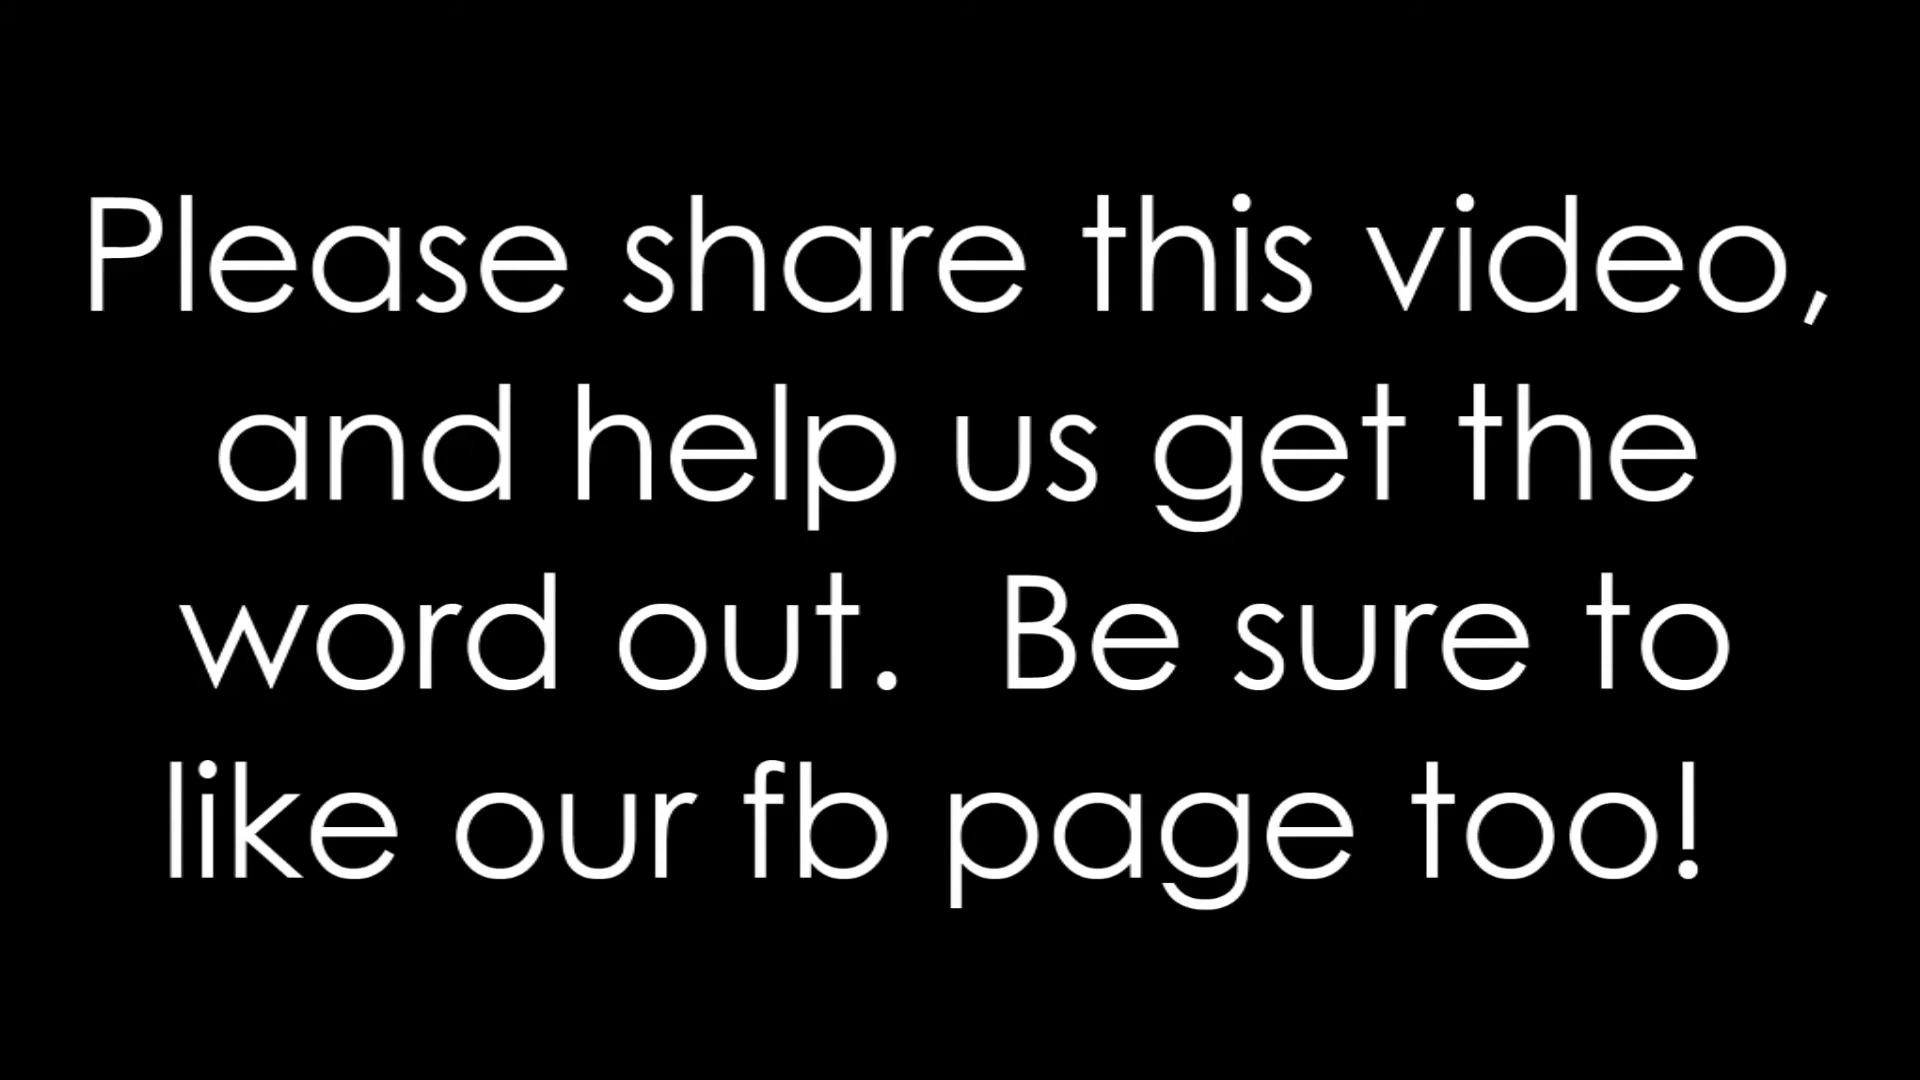 Please share this video,
and help us get the
word out.  Be sure to
like our fb page too!